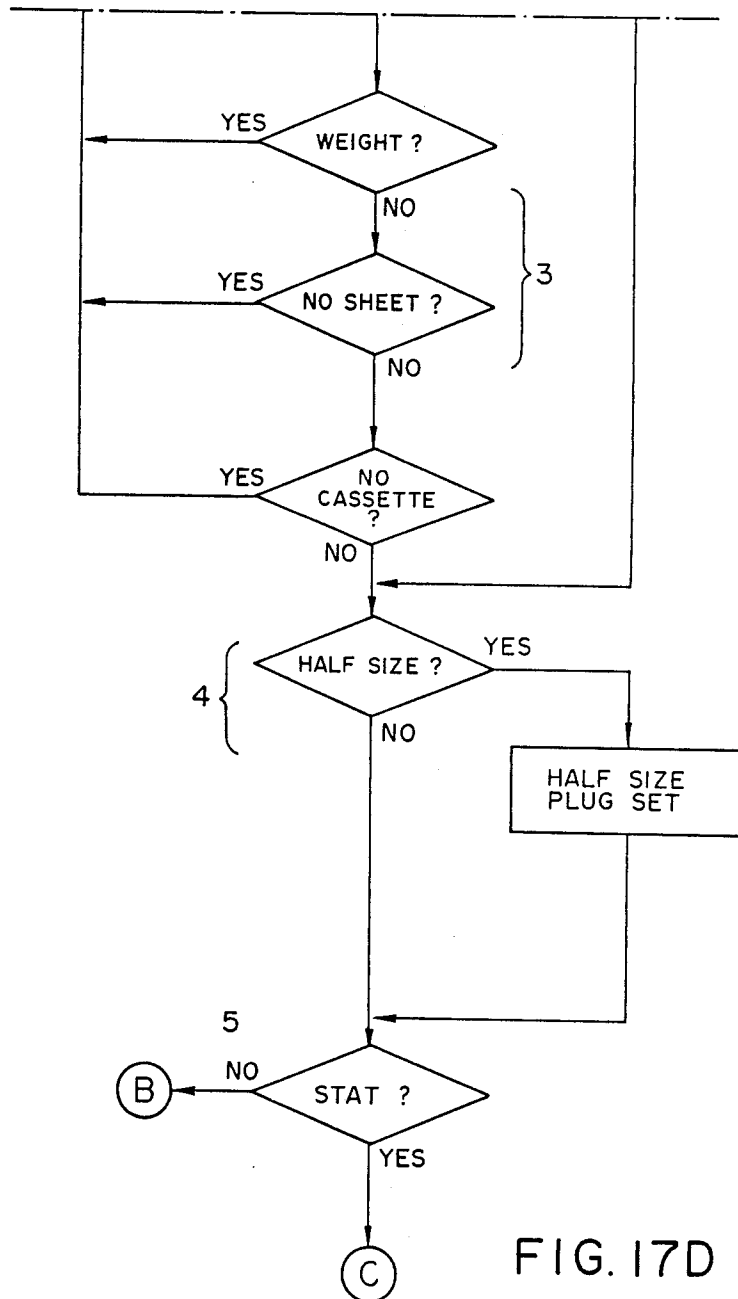 YES
WEIGHT ?
NO
3
YES
NO SHEET ?
NO
YES
NO
CASSETTE
?
NO
HALF SIZE ?
YES
4
NO
HALF SIZE
PLUG SET
5
NO
B
STAT ?
YES
C
FIG. 17D